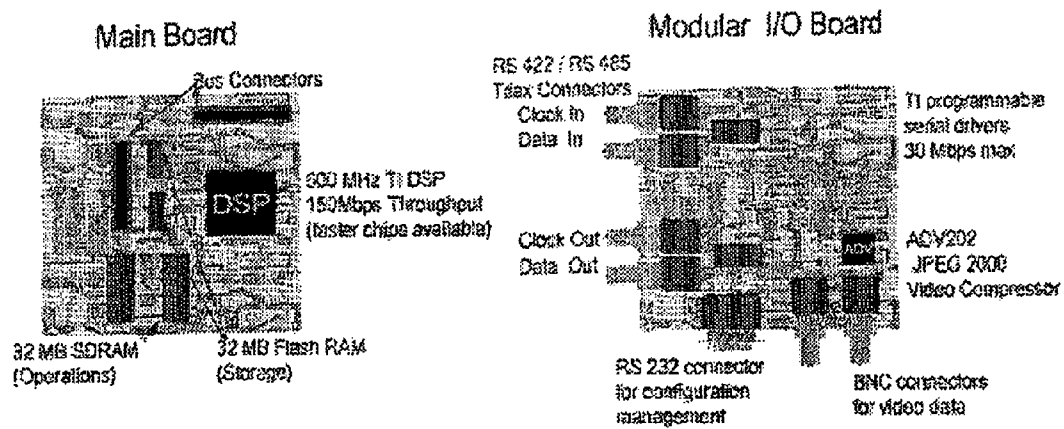 Main Board
Bus Connectors
DSP
600 MHz TI DSP
150Mbps Throughput
(faster chips available)
32 MB SDRAM
(Operations)
32 MB Flash RAM
(Storage)
Modular I/O Board
RS 422 / RS 485
Connectors
Clock In
Data In
TI programmable
serial drivers
30 Mbps max
Clock Out
Data Out
ADV
ADV202
JPEG 2000
Video Compressor
RS 232 connector
for configuration
management
BNC connectors
for video data